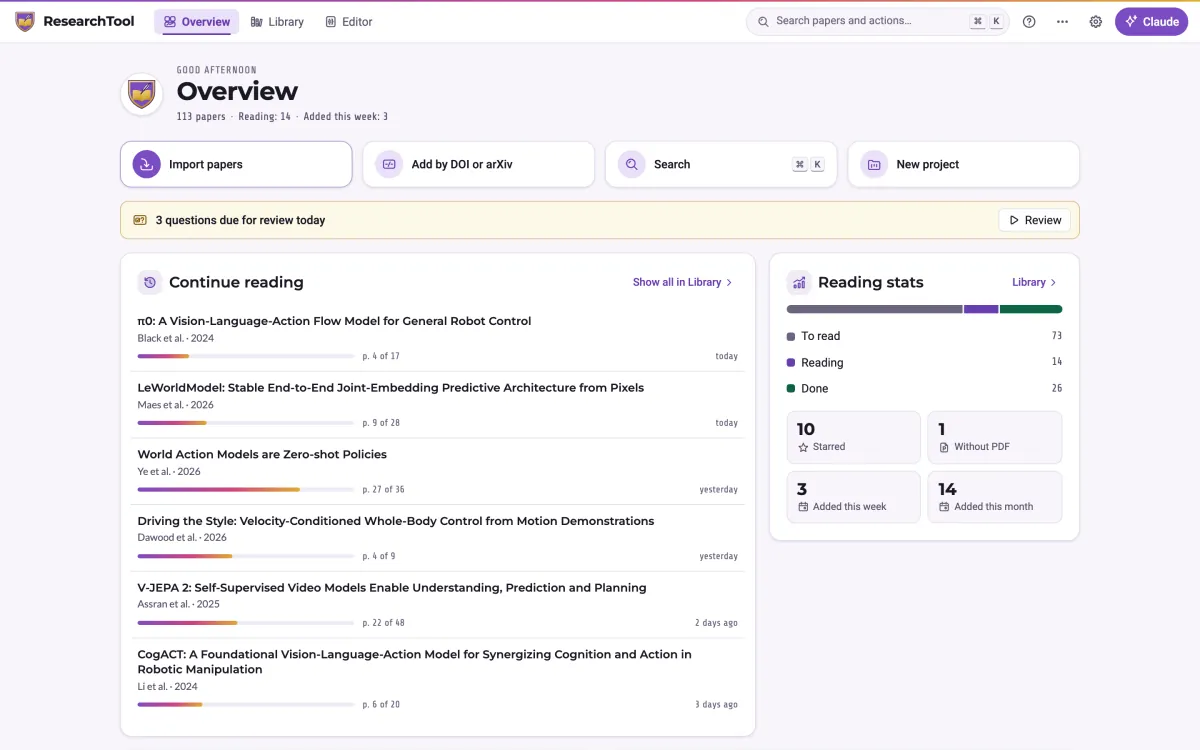 ResearchTool
Overview
Library
Editor
Search papers and actions...
⌘ K
Claude
GOOD AFTERNOON
Overview
113 papers · Reading: 14 · Added this week: 3
Import papers
Add by DOI or arXiv
Search
⌘ K
New project
3 questions due for review today
Review
Continue reading
Show all in Library
π0: A Vision-Language-Action Flow Model for General Robot Control
Black et al. · 2024
p. 4 of 17
today
LeWorldModel: Stable End-to-End Joint-Embedding Predictive Architecture from Pixels
Maes et al. · 2026
p. 9 of 28
today
World Action Models are Zero-shot Policies
Ye et al. · 2026
p. 27 of 36
yesterday
Driving the Style: Velocity-Conditioned Whole-Body Control from Motion Demonstrations
Dawood et al. · 2026
p. 4 of 9
yesterday
V-JEPA 2: Self-Supervised Video Models Enable Understanding, Prediction and Planning
Assran et al. · 2025
p. 22 of 48
2 days ago
CogACT: A Foundational Vision-Language-Action Model for Synergizing Cognition and Action in
Robotic Manipulation
Li et al. · 2024
p. 6 of 20
3 days ago
Reading stats
Library
To read
73
Reading
14
Done
26
10
Starred
1
Without PDF
3
Added this week
14
Added this month